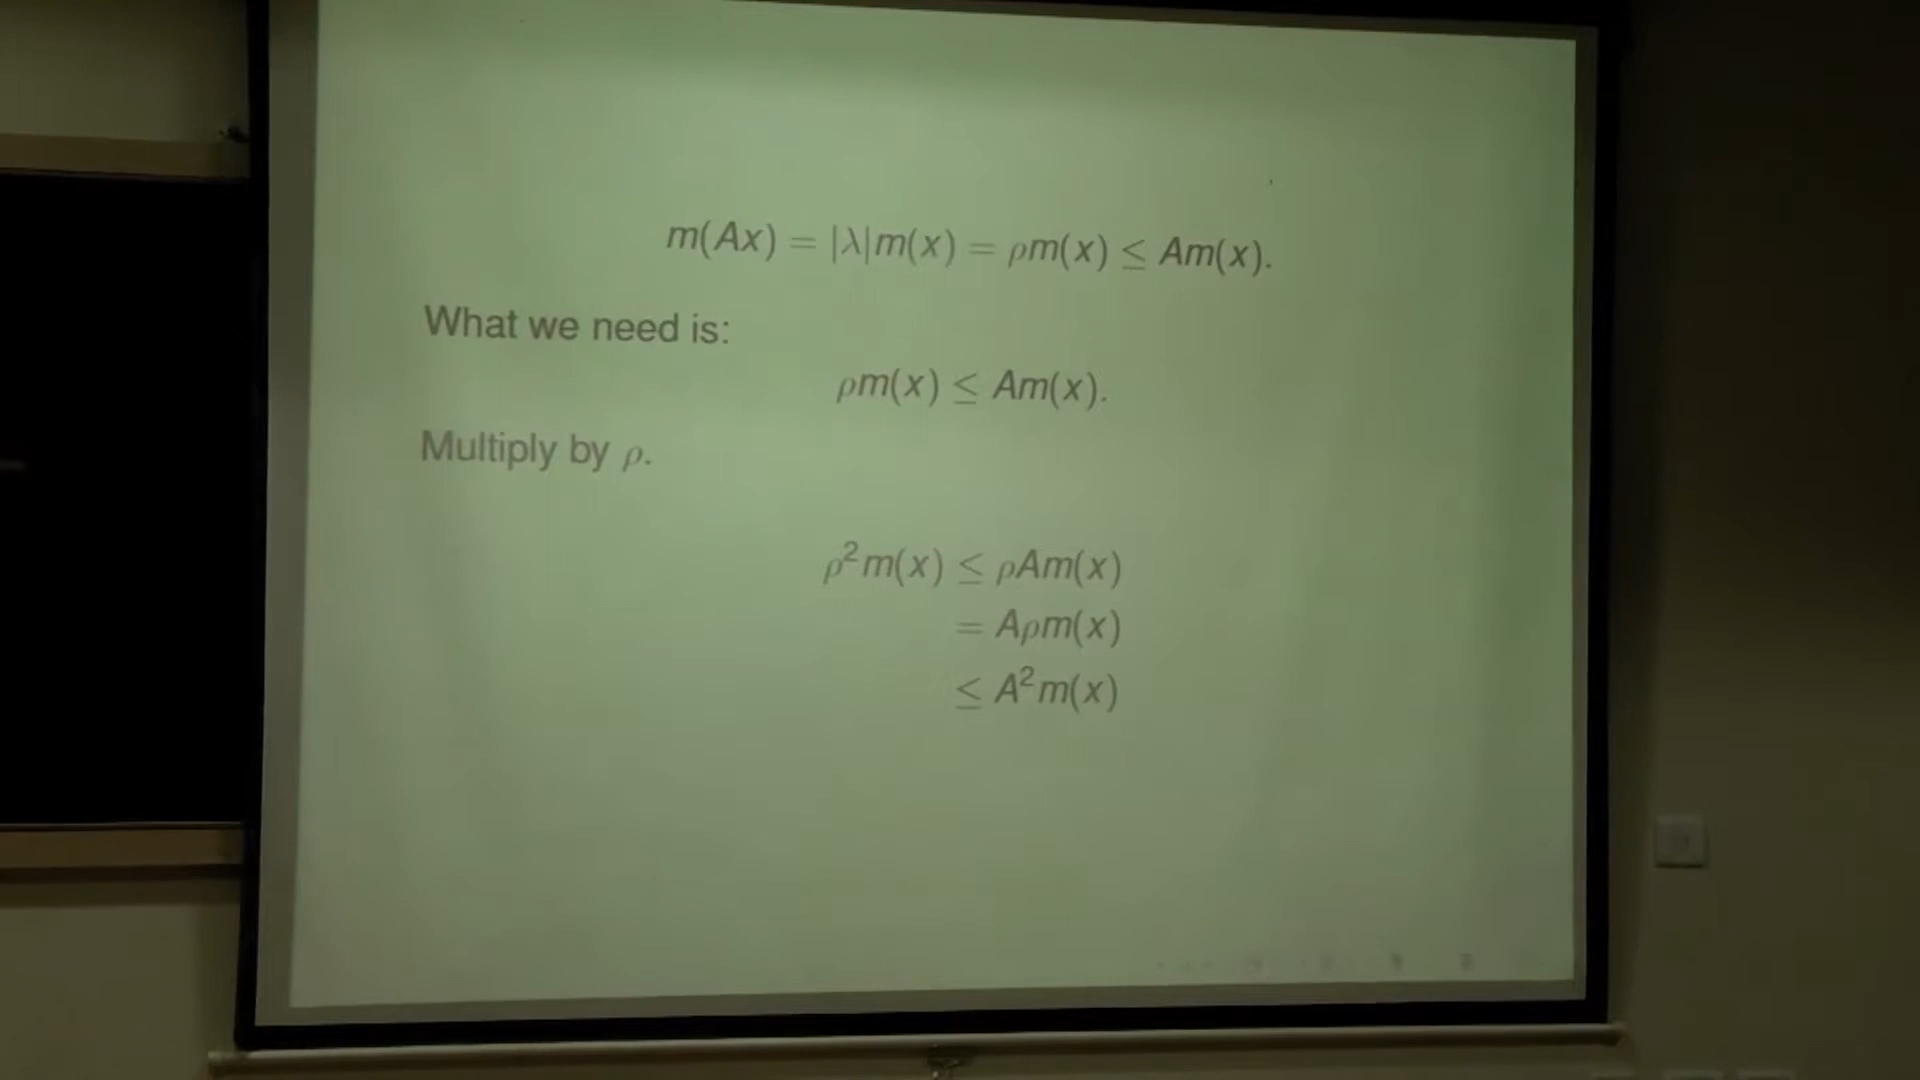 m(Ax) = |λ|m(x) = ρm(x) ≤ Am(x).
What we need is:
ρm(x) ≤ Am(x).
Multiply by ρ.
ρ²m(x) ≤ ρAm(x)
= Aρm(x)
≤ A²m(x)